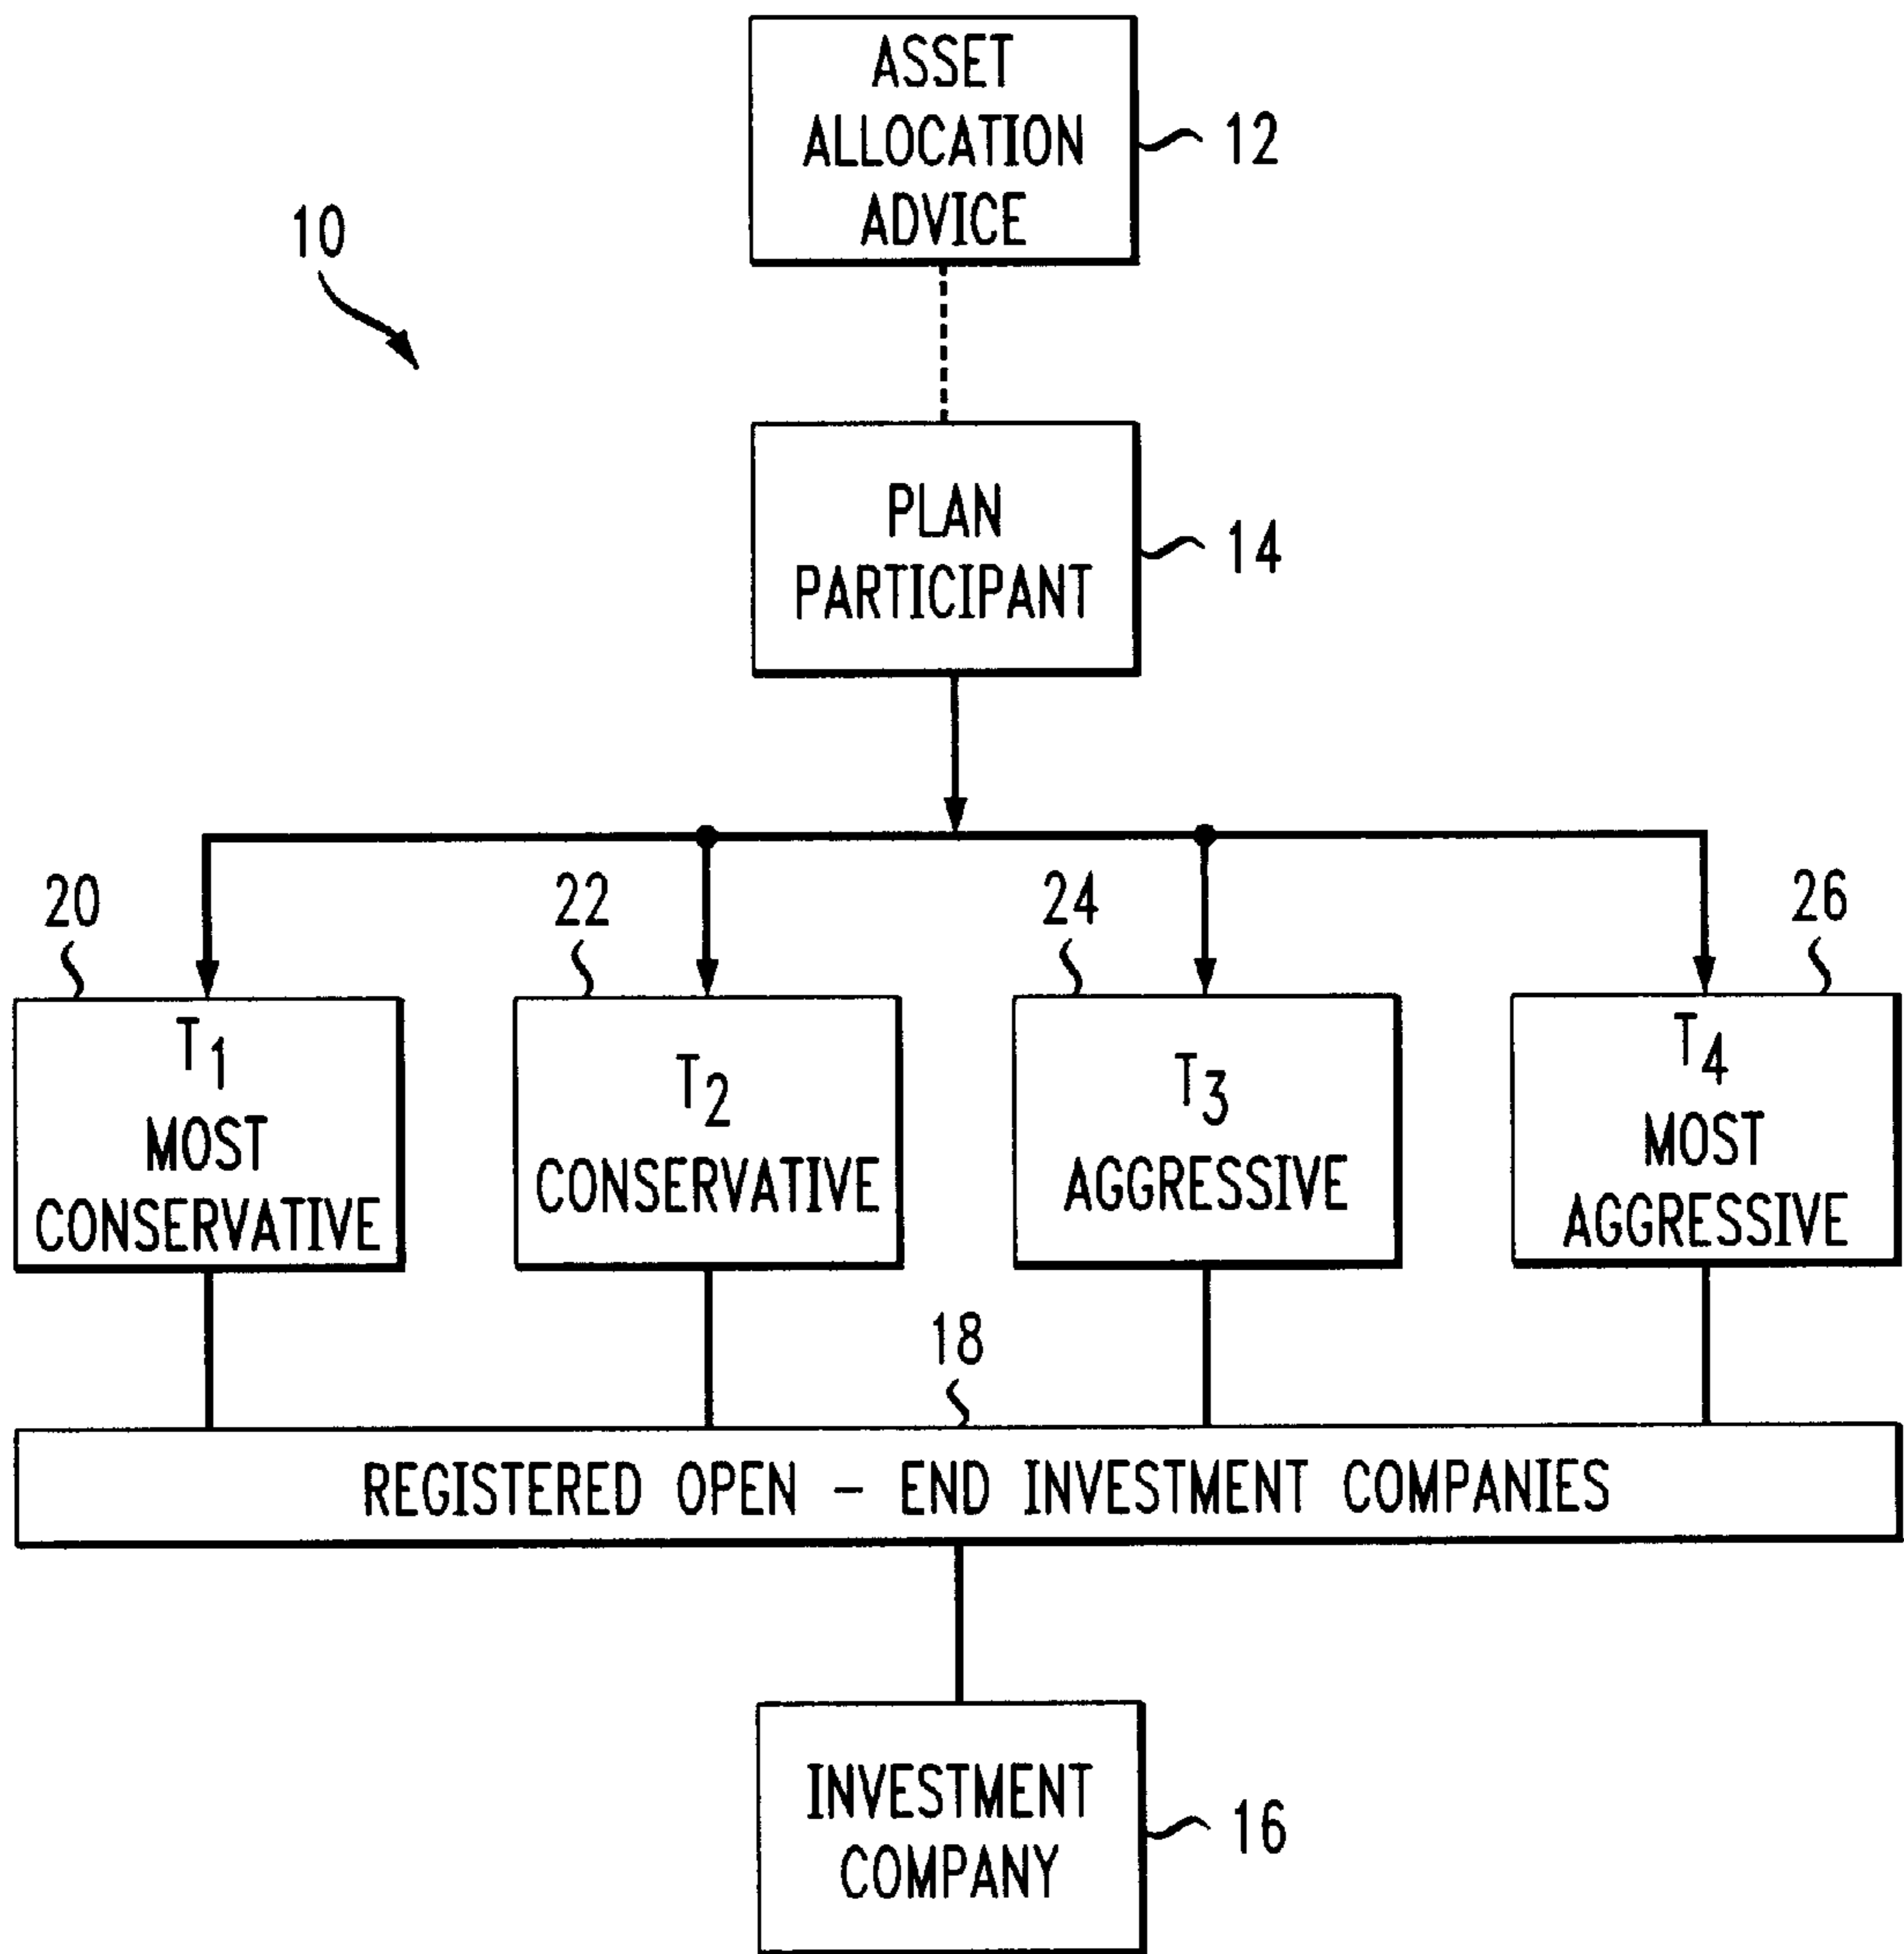 ASSET
ALLOCATION
ADVICE
12
10
PLAN
PARTICIPANT
14
20
22
24
26
T1
MOST
CONSERVATIVE
T2
CONSERVATIVE
T3
AGGRESSIVE
T4
MOST
AGGRESSIVE
18
REGISTERED OPEN - END INVESTMENT COMPANIES
INVESTMENT
COMPANY
16